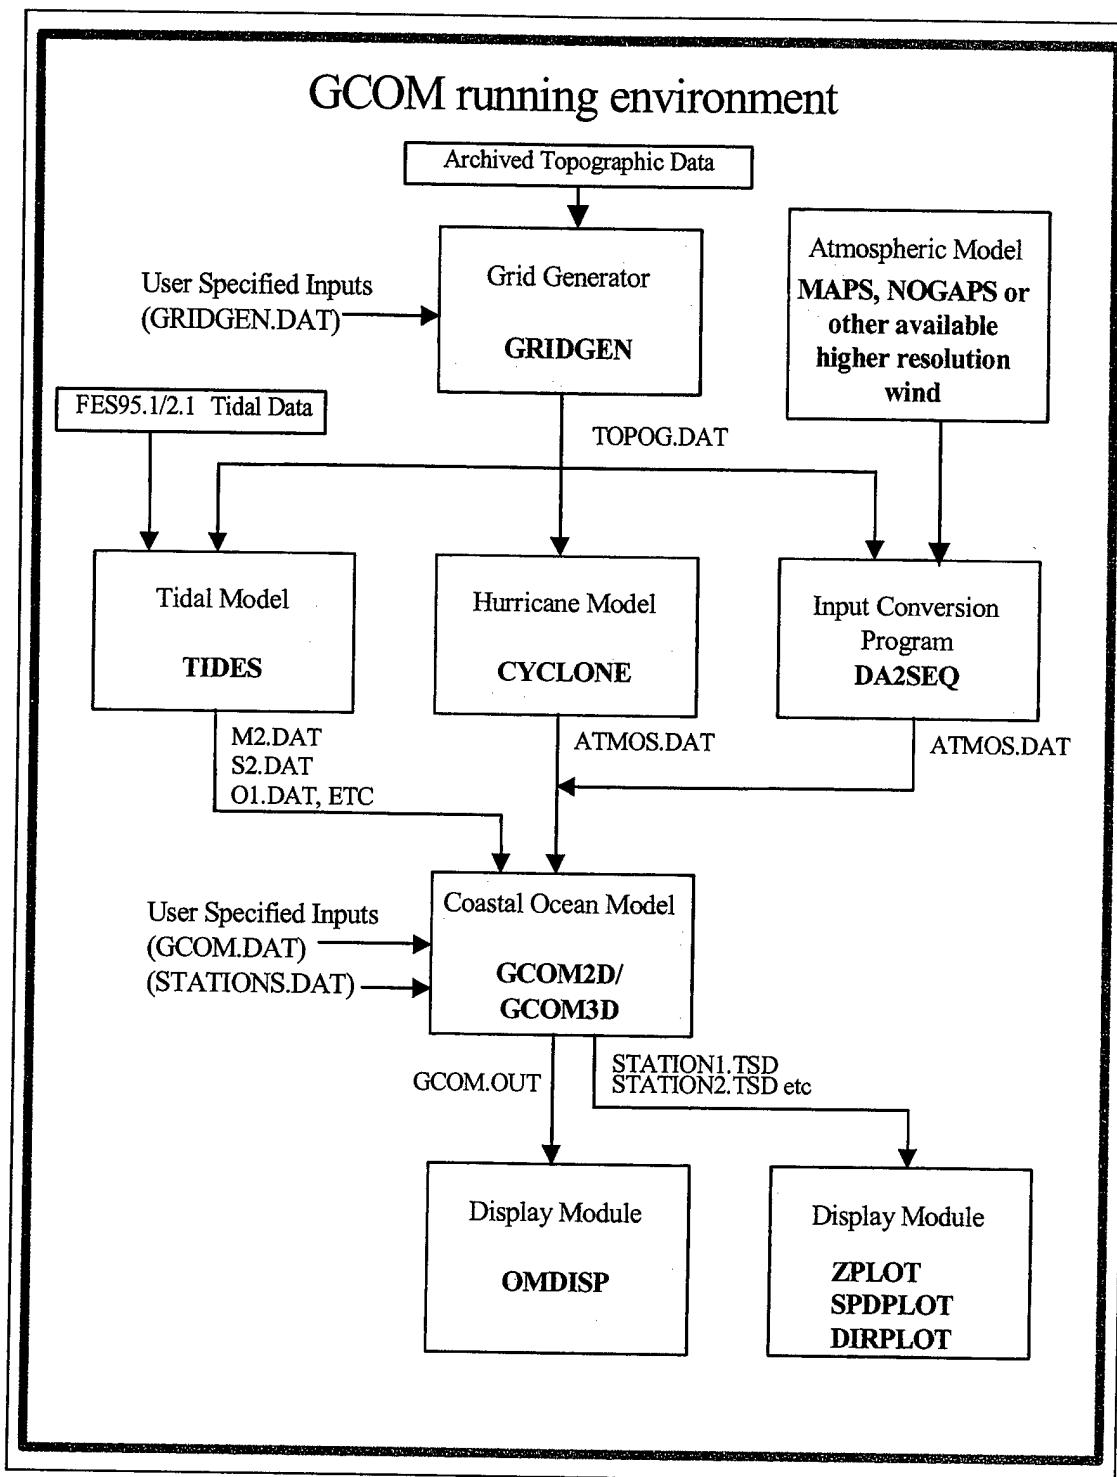 GCOM running environment
Archived Topographic Data
Grid Generator
GRIDGEN
User Specified Inputs
(GRIDGEN.DAT)
Atmospheric Model
MAPS, NOGAPS or
other available
higher resolution
wind
FES95.1/2.1 Tidal Data
TOPOG.DAT
Tidal Model
TIDES
Hurricane Model
CYCLONE
Input Conversion
Program
DA2SEQ
M2.DAT
S2.DAT
O1.DAT, ETC
ATMOS.DAT
ATMOS.DAT
User Specified Inputs
(GCOM.DAT)
(STATIONS.DAT)
Coastal Ocean Model
GCOM2D/
GCOM3D
GCOM.OUT
STATION1.TSD
STATION2.TSD etc
Display Module
OMDISP
Display Module
ZPLOT
SPDPLOT
DIRPLOT